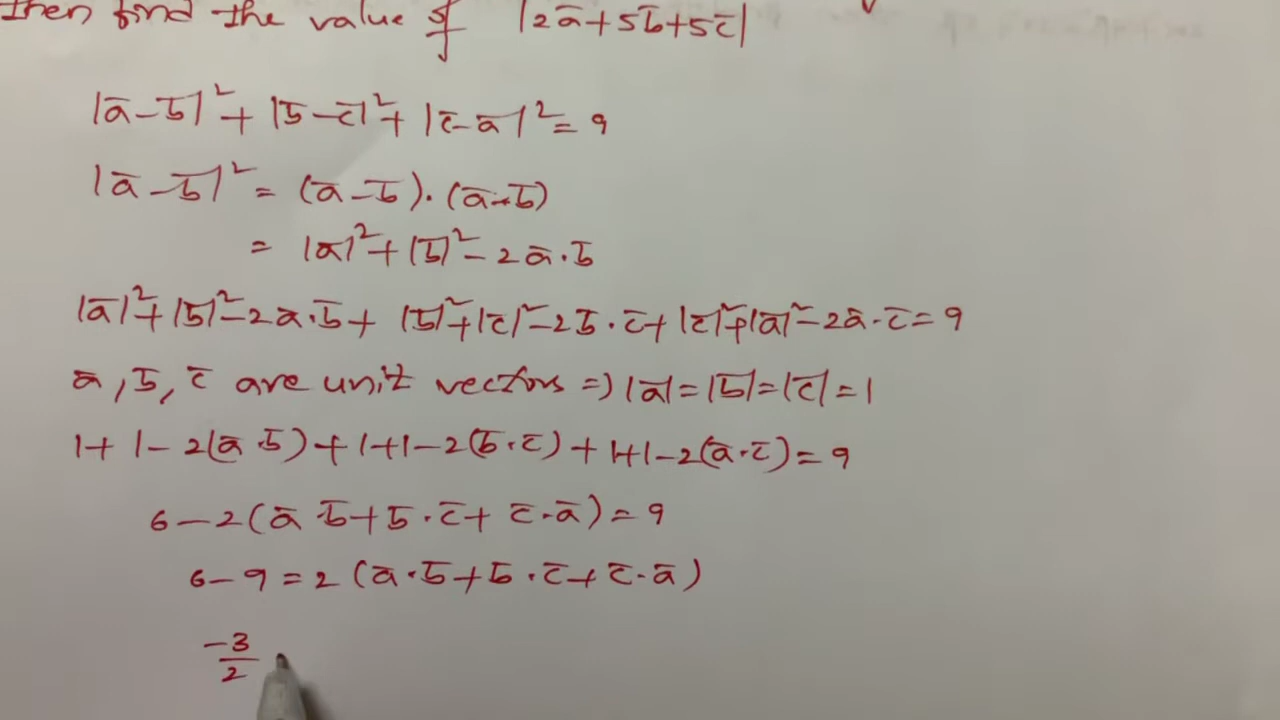 then find the value of |2a̅+5b̅+5c̅|
|a̅-b̅|²+|b̅-c̅|²+|c̅-a̅|²=9
|a̅-b̅|²=(a̅-b̅)·(a̅-b̅)
=|a̅|²+|b̅|²-2a̅·b̅
|a̅|²+|b̅|²-2a̅·b̅+|b̅|²+|c̅|²-2b̅·c̅+|c̅|²+|a̅|²-2a̅·c̅=9
a̅,b̅,c̅ are unit vectors=>|a̅|=|b̅|=|c̅|=1
1+1-2(a̅·b̅)+1+1-2(b̅·c̅)+1+1-2(a̅·c̅)=9
6-2(a̅·b̅+b̅·c̅+c̅·a̅)=9
6-9=2(a̅·b̅+b̅·c̅+c̅·a̅)
-3/2